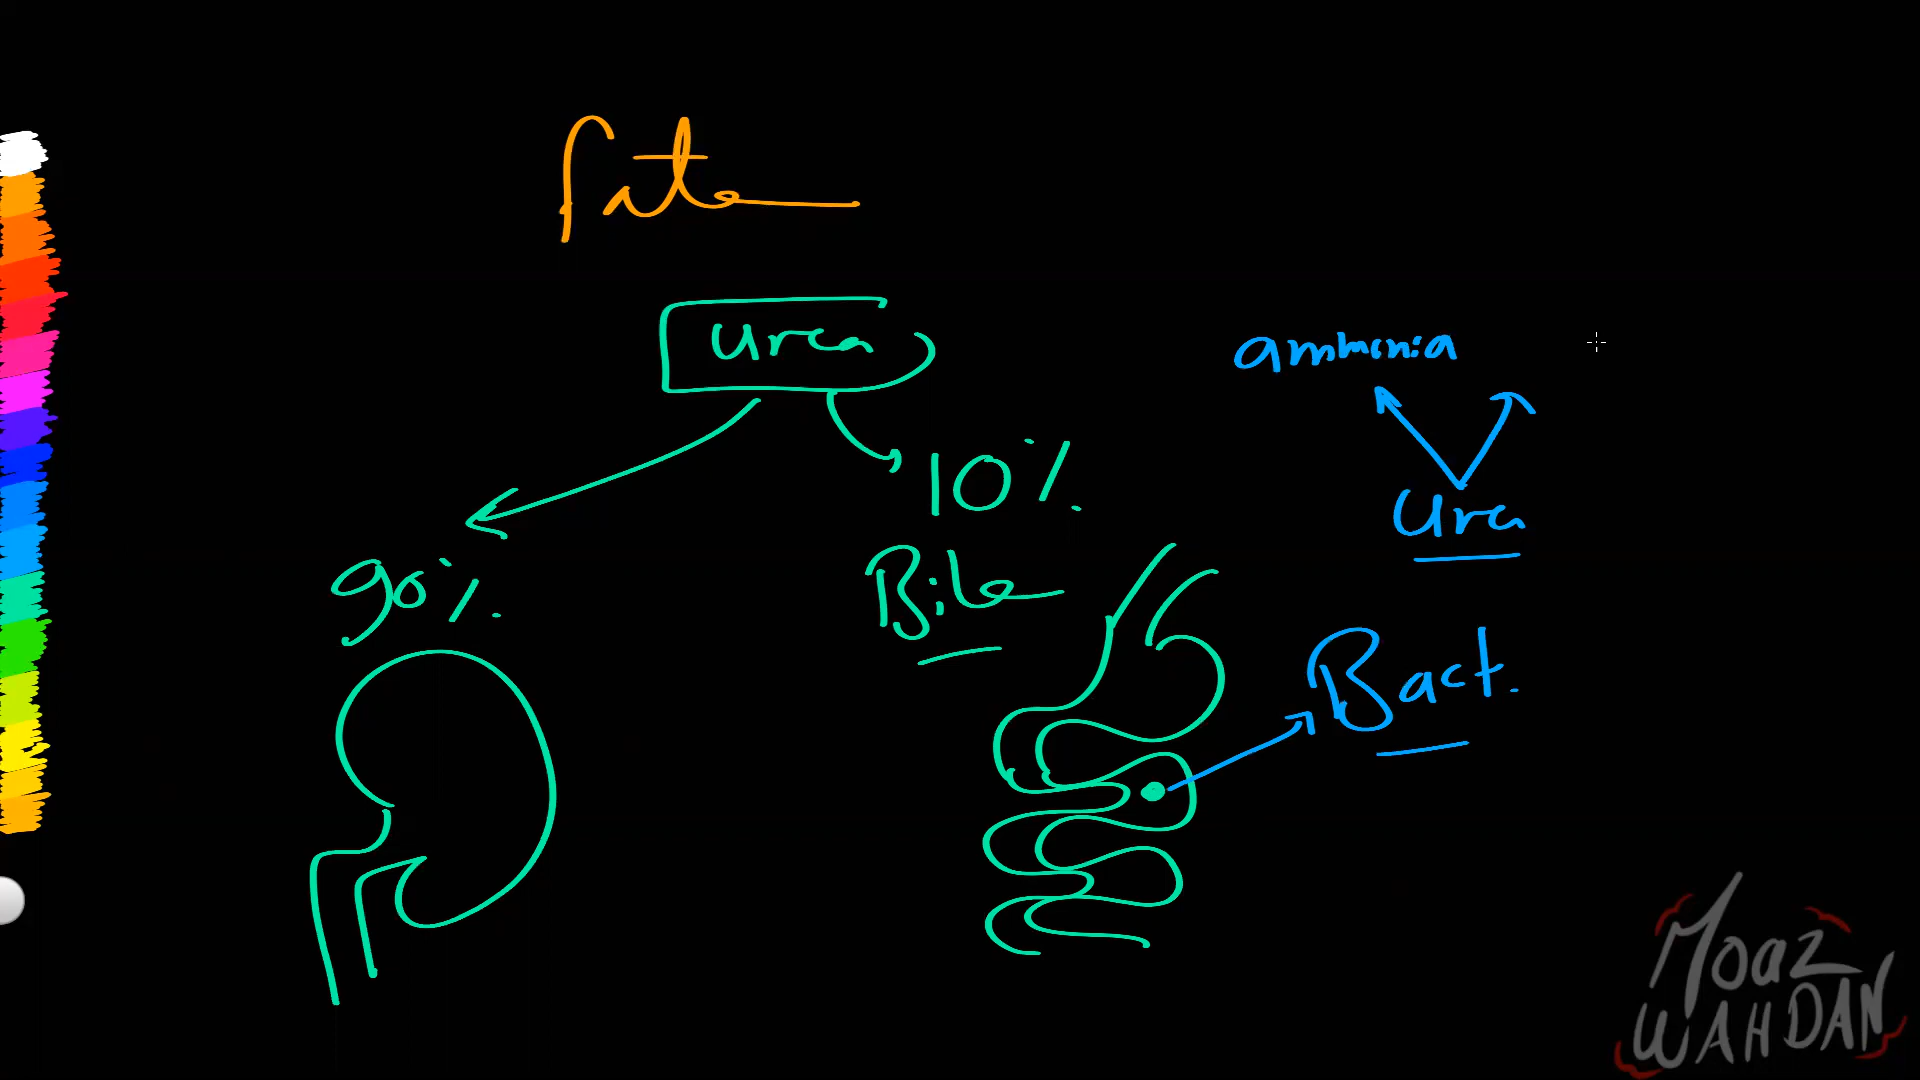 Fate
Urea
10%.
90%.
Bile
ammonia
Urea
Bact.
MOAZ
WAHDAN